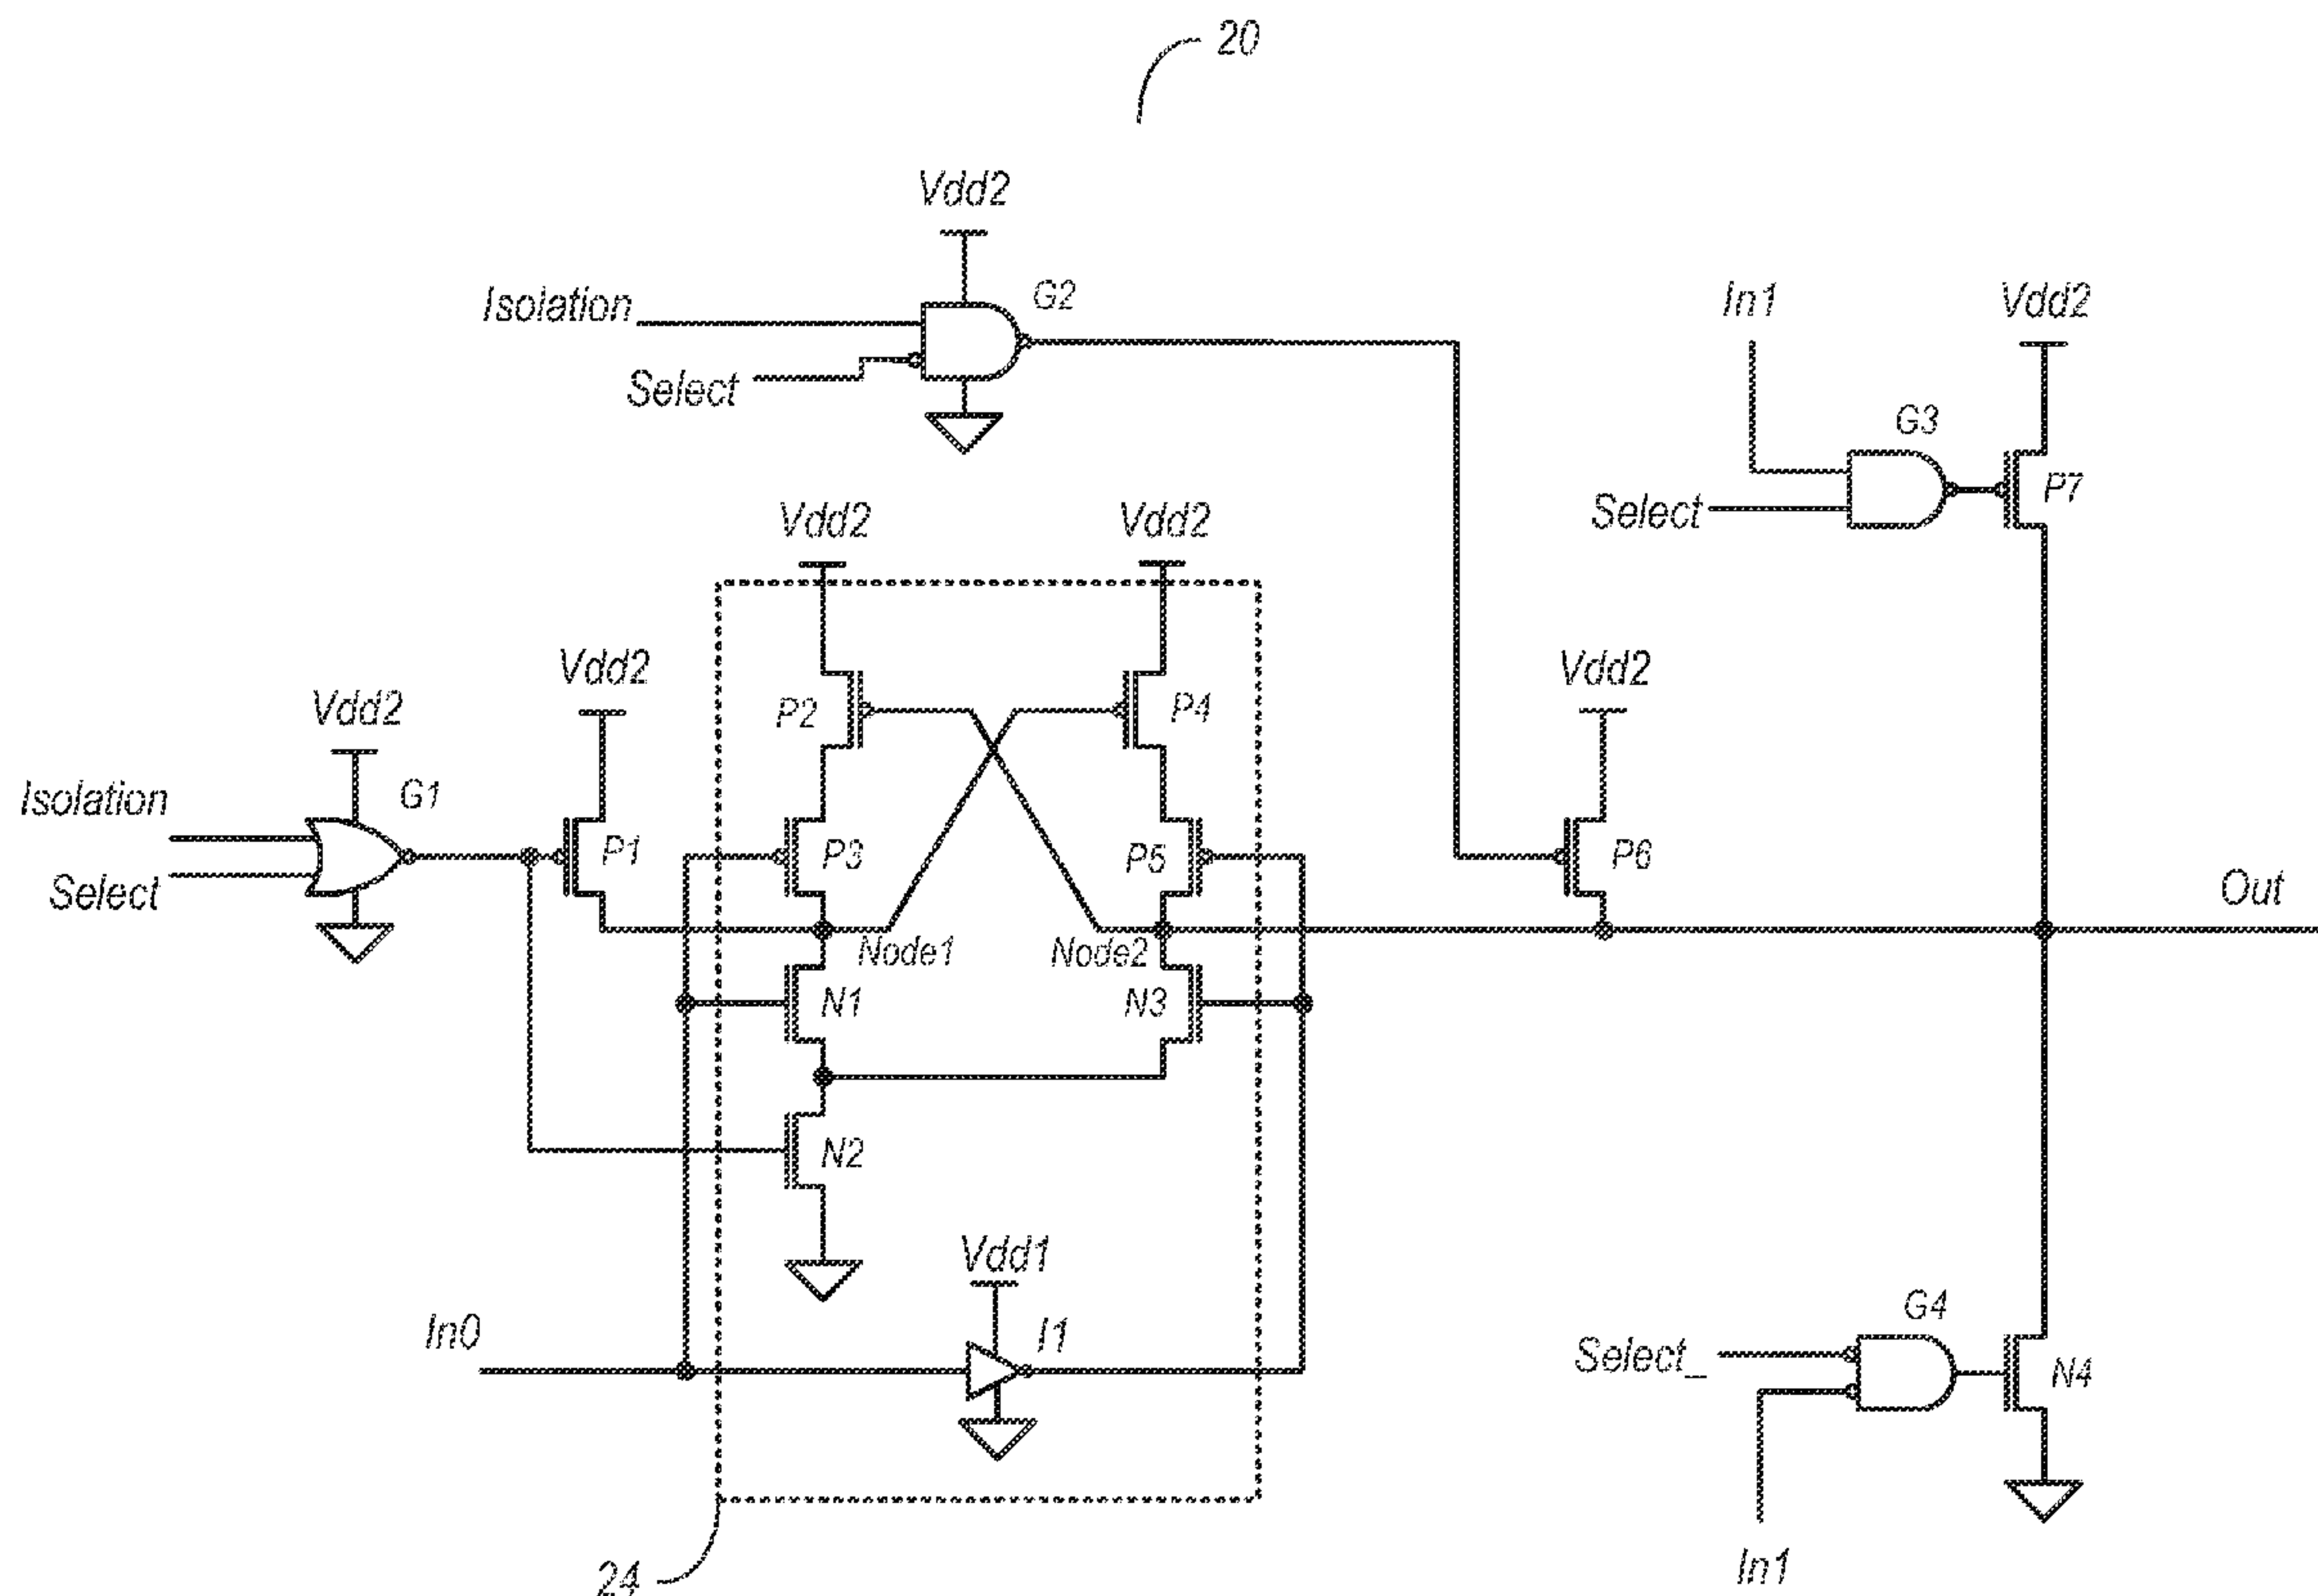 20
Vdd2
Isolation
G2
Select
In1
Vdd2
G3
Select
P7
Vdd2
Vdd2
Vdd2
Vdd2
Vdd2
P2
P4
Isolation
G1
P1
P3
P5
P6
Select
Out
Node1
Node2
N1
N3
N2
Vdd1
In0
I1
G4
Select_
N4
In1
24